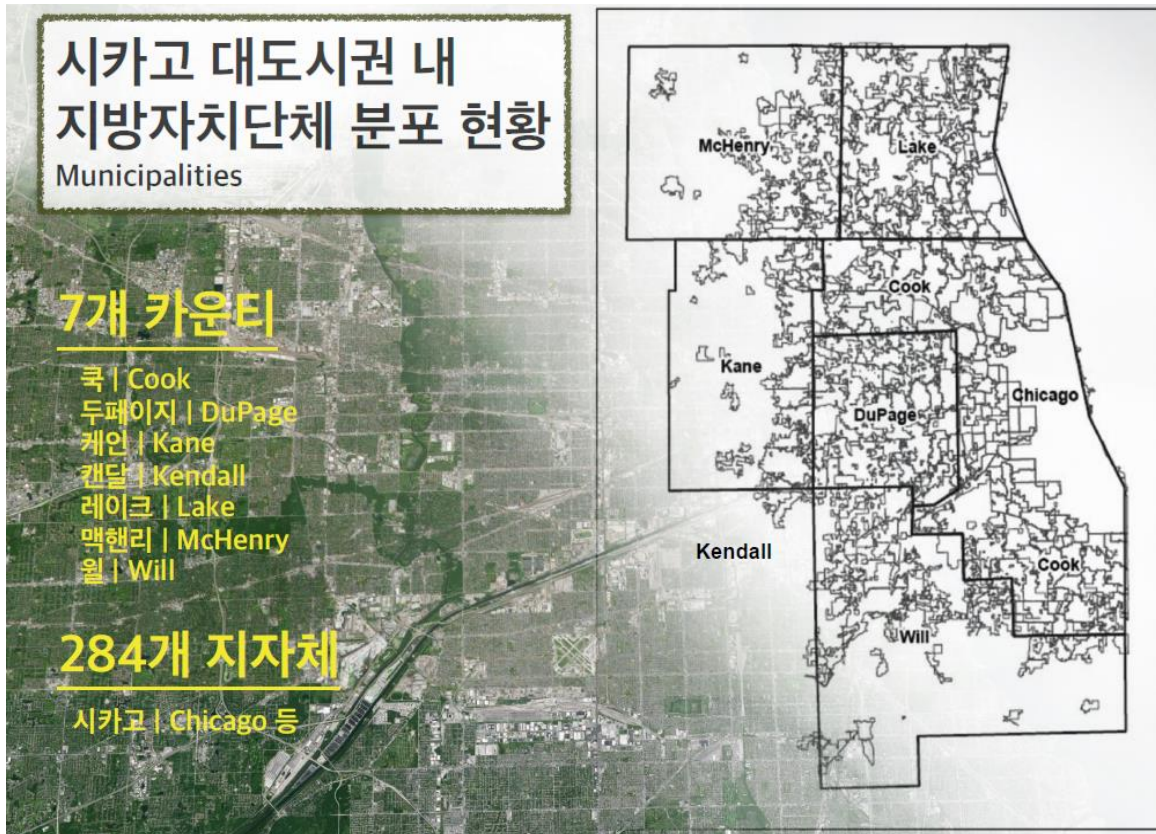 시카고 대도시권 내
지방자치단체 분포 현황
Municipalities
7개 카운티
쿡 | Cook
두페이지 | DuPage
케인 | Kane
캔달 | Kendall
레이크 | Lake
맥핸리 | McHenry
윌 | Will
284개 지자체
시카고 | Chicago 등
McHenry
Lake
Cook
Kane
DuPage
Chicago
Kendall
Cook
Will